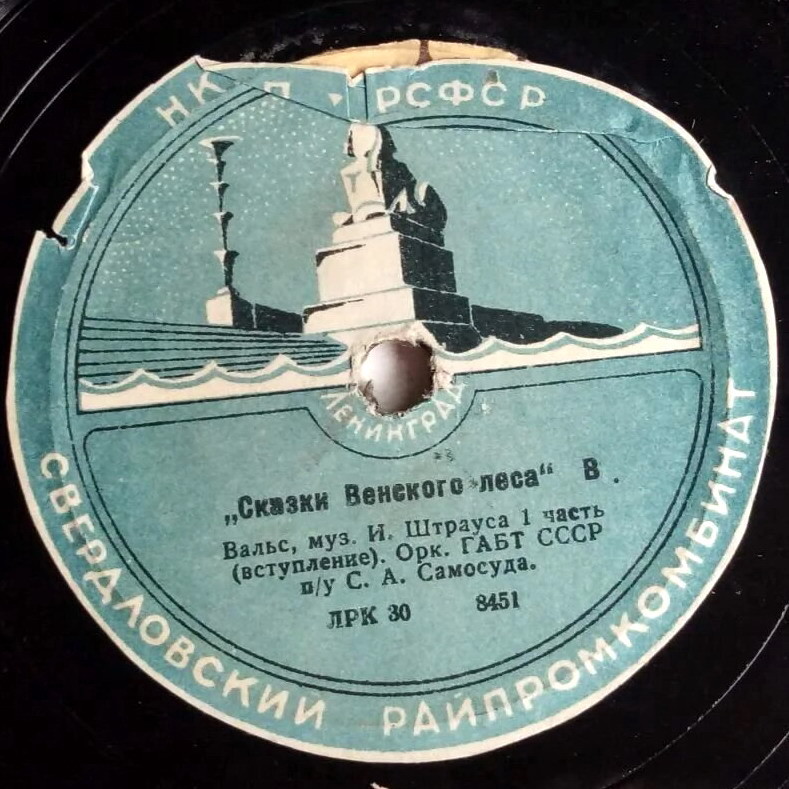 РСФСР
ЛЕНИНГРАД
„Сказки Венского леса“ В.
Вальс, муз. И. Штрауса 1 часть
(вступление). Орк. ГАБТ СССР
п/у С. А. Самосуда.
ЛРК 30 8451
СВЕРДЛОВСКИЙ РАЙПРОМКОМБИНАТ